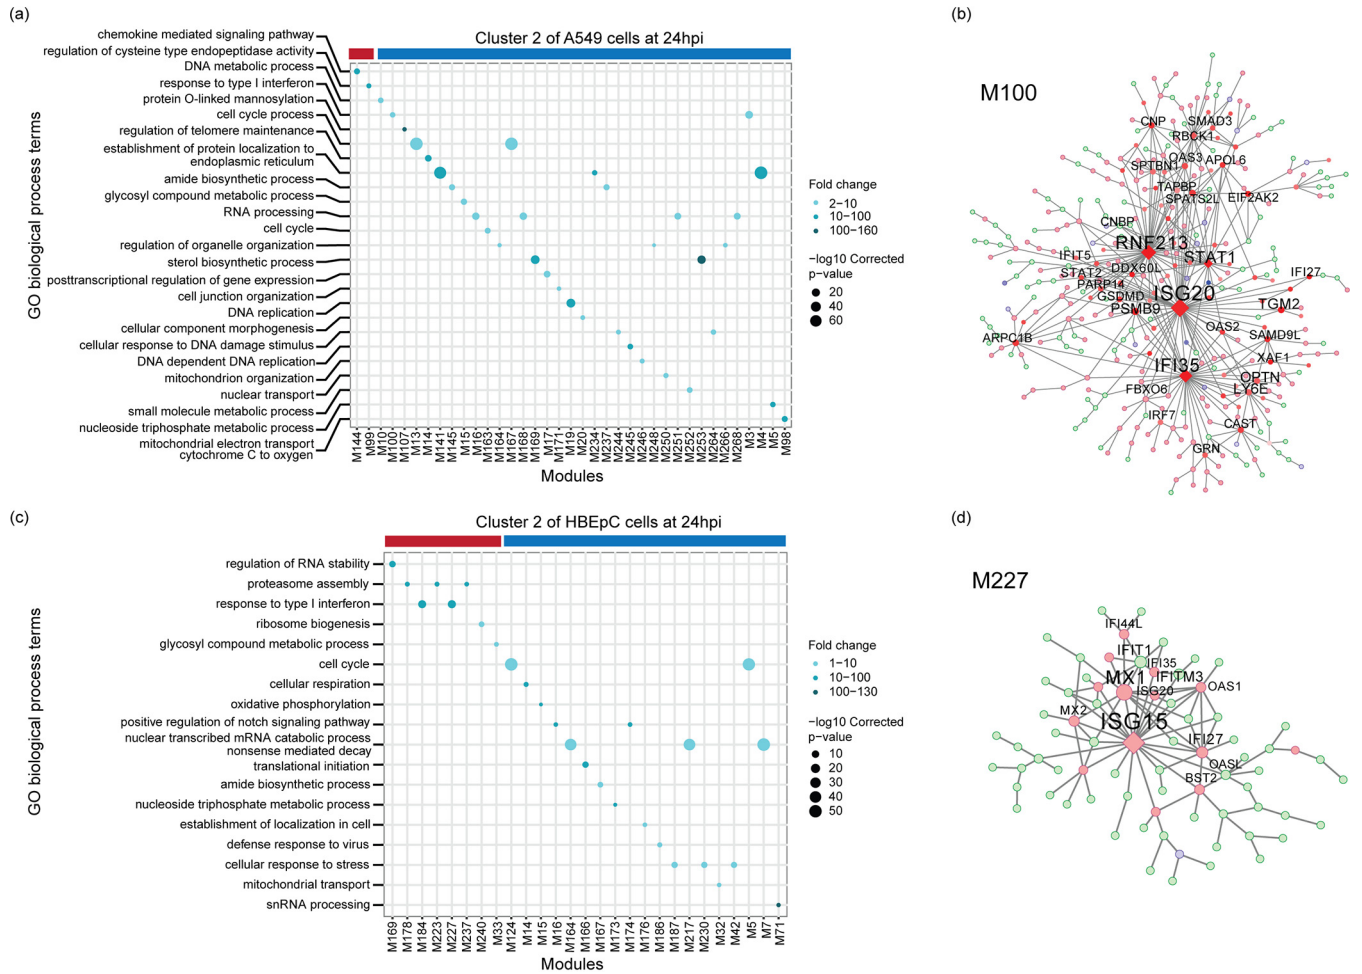 (a)
Cluster 2 of A549 cells at 24hpi
GO biological process terms
chemokine mediated signaling pathway
regulation of cysteine type endopeptidase activity
DNA metabolic process
response to type I interferon
protein O-linked mannosylation
cell cycle process
regulation of telomere maintenance
establishment of protein localization to
endoplasmic reticulum
amide biosynthetic process
glycosyl compound metabolic process
RNA processing
cell cycle
regulation of organelle organization
sterol biosynthetic process
posttranscriptional regulation of gene expression
cell junction organization
DNA replication
cellular component morphogenesis
cellular response to DNA damage stimulus
DNA dependent DNA replication
mitochondrion organization
nuclear transport
small molecule metabolic process
nucleoside triphosphate metabolic process
mitochondrial electron transport
cytochrome C to oxygen
M144 M99 M10 M100 M107 M13 M14 M141 M145 M15 M16 M163 M164 M167 M168 M169 M17 M171 M19 M20 M234 M237 M244 M245 M246 M248 M250 M251 M252 M253 M264 M266 M268 M3 M4 M5 M98
Modules
Fold change
2−10
10−100
100−160
−log10 Corrected
p-value
20
40
60
(b)
M100
CNP
SMAD3
RBCK1
OAS3
APOL6
SPTBN1
TAPBP
SPATS2L
EIF2AK2
CNBP
RNF213
IFIT5
STAT1
STAT2
DDX60L
IFI27
PARP14
GSDMD
ISG20
TGM2
PSMB9
OAS2
ARPC1B
SAMD9L
IFI35
XAF1
OPTN
FBXO6
LY6E
IRF7
CAST
GRN
(c)
Cluster 2 of HBEpC cells at 24hpi
GO biological process terms
regulation of RNA stability
proteasome assembly
response to type I interferon
ribosome biogenesis
glycosyl compound metabolic process
cell cycle
cellular respiration
oxidative phosphorylation
positive regulation of notch signaling pathway
nuclear transcribed mRNA catabolic process
nonsense mediated decay
translational initiation
amide biosynthetic process
nucleoside triphosphate metabolic process
establishment of localization in cell
defense response to virus
cellular response to stress
mitochondrial transport
snRNA processing
M169 M178 M184 M223 M227 M237 M240 M33 M124 M14 M15 M16 M164 M166 M167 M173 M174 M176 M186 M187 M217 M230 M32 M42 M5 M7 M71
Modules
Fold change
1−10
10−100
100−130
−log10 Corrected
p-value
10
20
30
40
50
(d)
M227
IFI44L
IFIT1
IFI35
MX1
IFITM3
ISG20
OAS1
MX2
ISG15
IFI27
OASL
BST2